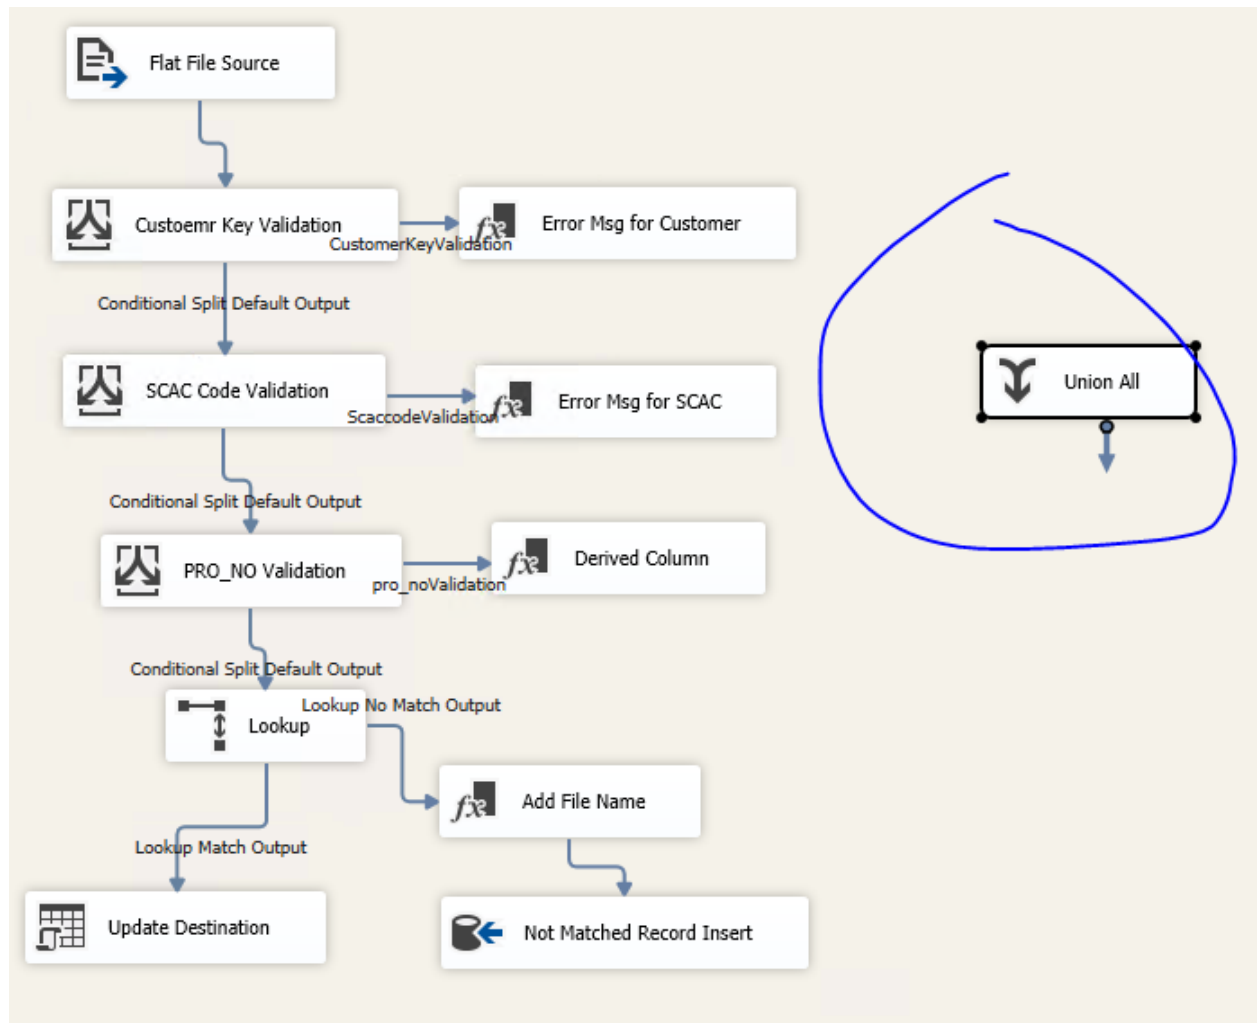 Flat File Source
Custoemr Key Validation
CustomerKeyValidation
Error Msg for Customer
Conditional Split Default Output
SCAC Code Validation
ScaccodeValidation
Error Msg for SCAC
Union All
Conditional Split Default Output
PRO_NO Validation
pro_noValidation
Derived Column
Conditional Split Default Output
Lookup
Lookup No Match Output
Add File Name
Lookup Match Output
Update Destination
Not Matched Record Insert